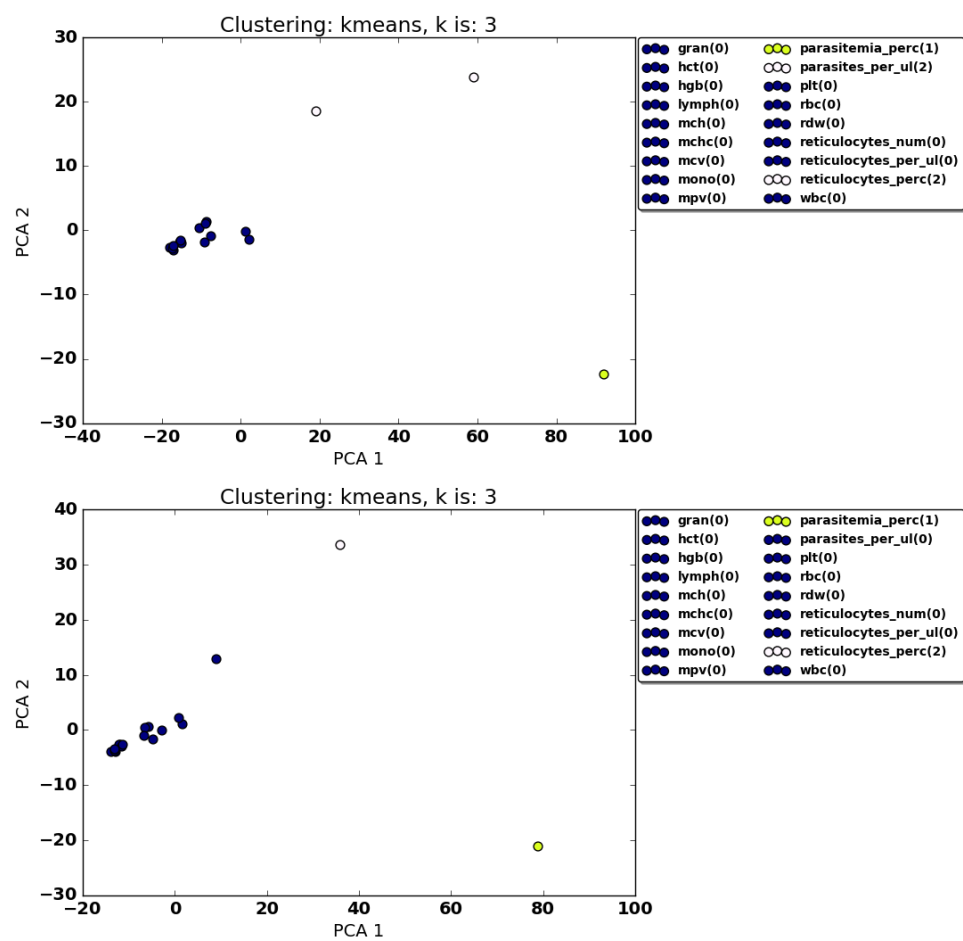 Clustering: kmeans, k is: 3
30
20
10
0
−10
−20
−30
PCA 2
−40 −20 0 20 40 60 80 100
PCA 1
gran(0) parasitemia_perc(1)
hct(0) parasites_per_ul(2)
hgb(0) plt(0)
lymph(0) rbc(0)
mch(0) rdw(0)
mchc(0) reticulocytes_num(0)
mcv(0) reticulocytes_per_ul(0)
mono(0) reticulocytes_perc(2)
mpv(0) wbc(0)
Clustering: kmeans, k is: 3
40
30
20
10
0
−10
−20
−30
PCA 2
−20 0 20 40 60 80 100
PCA 1
gran(0) parasitemia_perc(1)
hct(0) parasites_per_ul(0)
hgb(0) plt(0)
lymph(0) rbc(0)
mch(0) rdw(0)
mchc(0) reticulocytes_num(0)
mcv(0) reticulocytes_per_ul(0)
mono(0) reticulocytes_perc(2)
mpv(0) wbc(0)